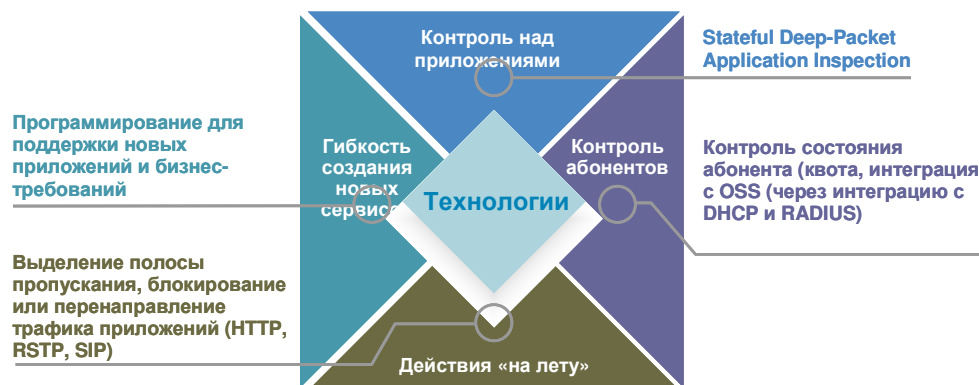 Контроль над
приложениями
Stateful Deep-Packet
Application Inspection
Программирование для
поддержки новых
приложений и бизнес-
требований
Гибкость
создания
новых
сервисс
Технологии
Контроль
абонентов
Контроль состояния
абонента (квота, интеграция
с OSS (через интеграцию с
DHCP и RADIUS)
Выделение полосы
пропускания, блокирование
или перенаправление
трафика приложений (HTTP,
RSTP, SIP)
Действия «на лету»